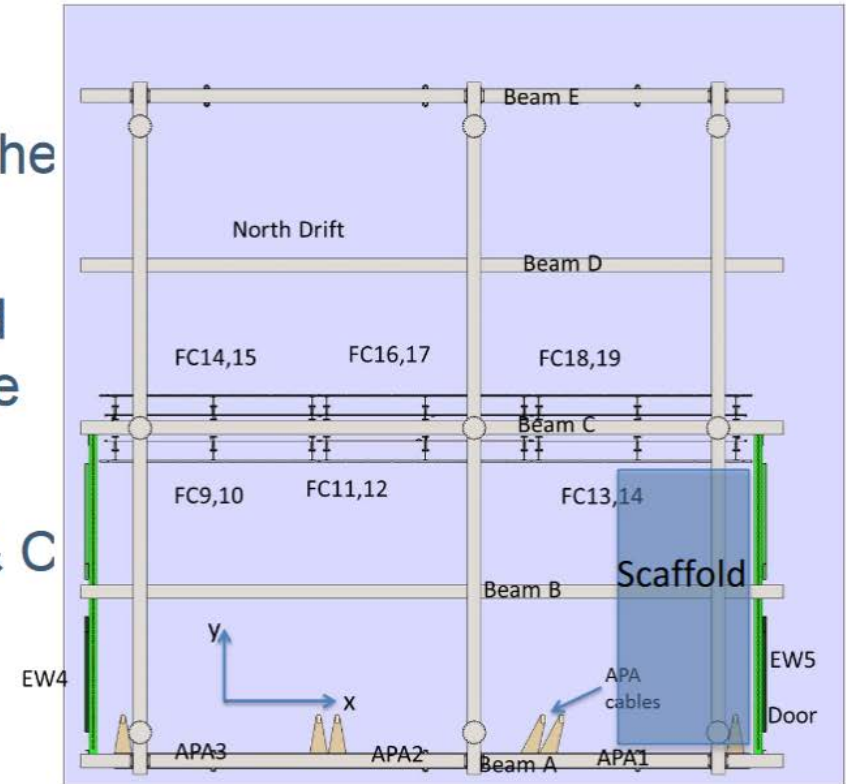 he
l
e
& C
Beam E
North Drift
Beam D
FC14,15
FC16,17
FC18,19
Beam C
FC9,10
FC11,12
FC13,14
Scaffold
Beam B
y
x
EW4
EW5
APA
cables
Door
APA3
APA2
Beam A
APA1